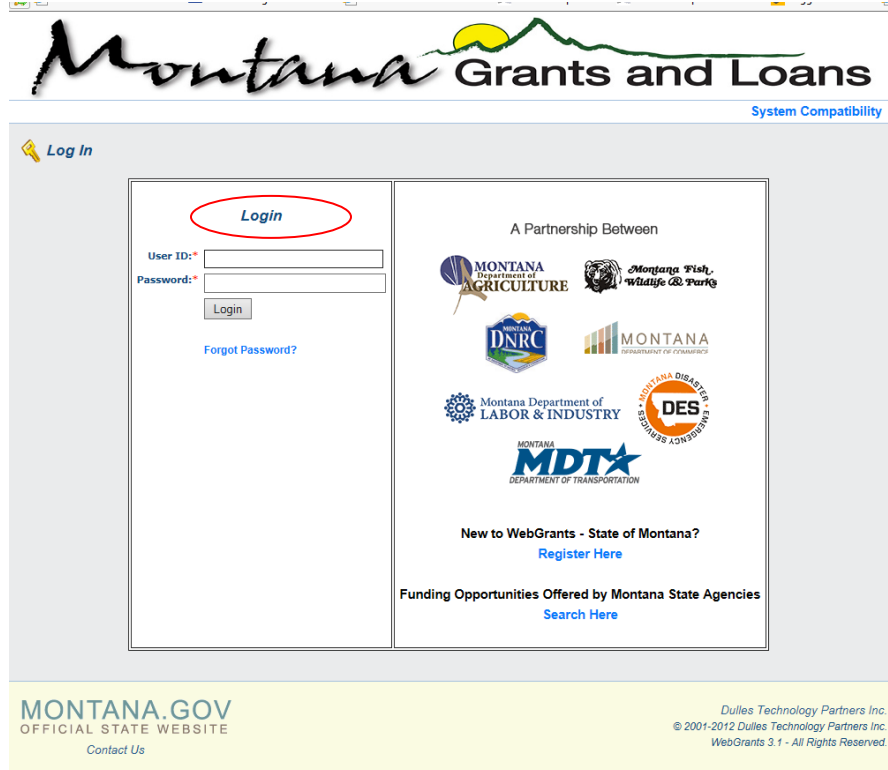 Montana Grants and Loans
System Compatibility
Log In
Login
User ID:*
Password:*
Login
Forgot Password?
A Partnership Between
MONTANA
Department of
AGRICULTURE
Montana Fish,
Wildlife & Parks
MONTANA
DNRC
MONTANA
DEPARTMENT OF COMMERCE
Montana Department of
LABOR & INDUSTRY
MONTANA DISASTER • EMERGENCY SERVICES •
DES
MONTANA
MDT
DEPARTMENT OF TRANSPORTATION
New to WebGrants - State of Montana?
Register Here
Funding Opportunities Offered by Montana State Agencies
Search Here
MONTANA.GOV
OFFICIAL STATE WEBSITE
Contact Us
Dulles Technology Partners Inc.
© 2001-2012 Dulles Technology Partners Inc.
WebGrants 3.1 - All Rights Reserved.